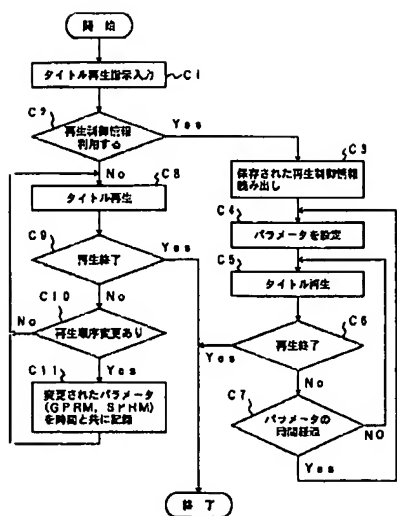 開始
タイトル再生指示入力
C1
C2
再生制御情報
利用する
Yes
No
C3
保存された再生制御情報
読み出し
C8
タイトル再生
C4
パラメータを設定
C9
再生終了
Yes
No
C5
タイトル再生
C10
再生順序変更あり
No
Yes
C6
再生終了
Yes
No
C11
変更されたパラメータ
(GPRM, SPRM)
を時間と共に記録
C7
パラメータの
時間経過
NO
Yes
終了